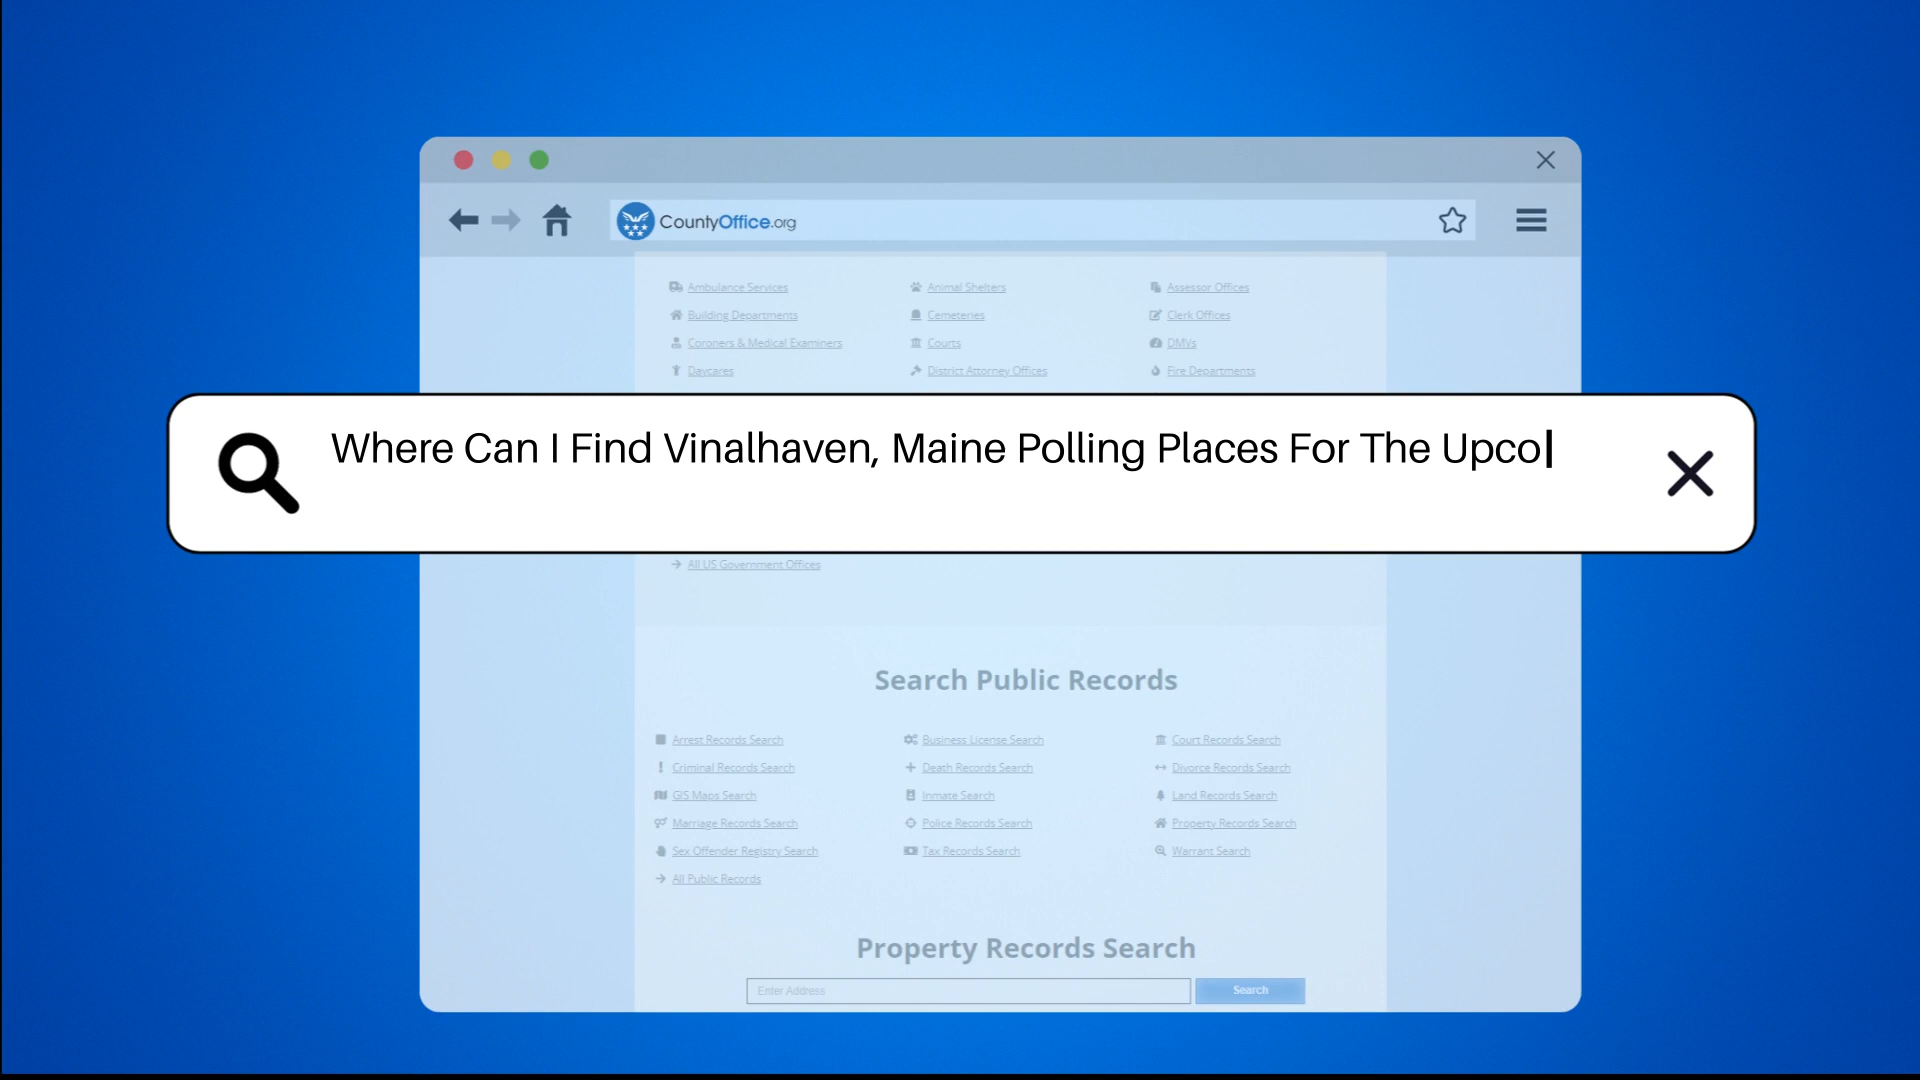 CountyOffice.org
Ambulance Services Animal Shelters Assessor Offices
Building Departments Cemeteries Clerk Offices
Coroners & Medical Examiners Courts DMVs
Daycares District Attorney Offices Fire Departments
Where Can I Find Vinalhaven, Maine Polling Places For The Upco
All US Government Offices
Search Public Records
Arrest Records Search Business License Search Court Records Search
Criminal Records Search Death Records Search Divorce Records Search
GIS Maps Search Inmate Search Land Records Search
Marriage Records Search Police Records Search Property Records Search
Sex Offender Registry Search Tax Records Search Warrant Search
All Public Records
Property Records Search
Enter Address Search